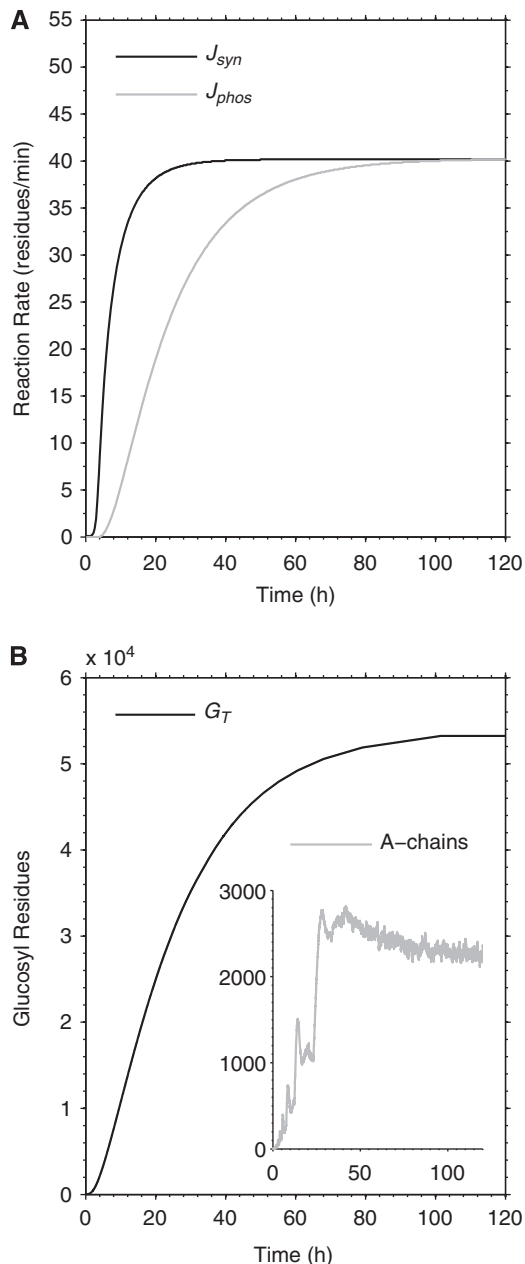 A
55
50
45
40
35
30
25
20
15
10
5
0
Reaction Rate (residues/min)
J_syn
J_phos
0 20 40 60 80 100 120
Time (h)
B
x 10^4
6
5
4
3
2
1
0
Glucosyl Residues
G_T
A–chains
3000
2000
1000
0
0 50 100
0 20 40 60 80 100 120
Time (h)